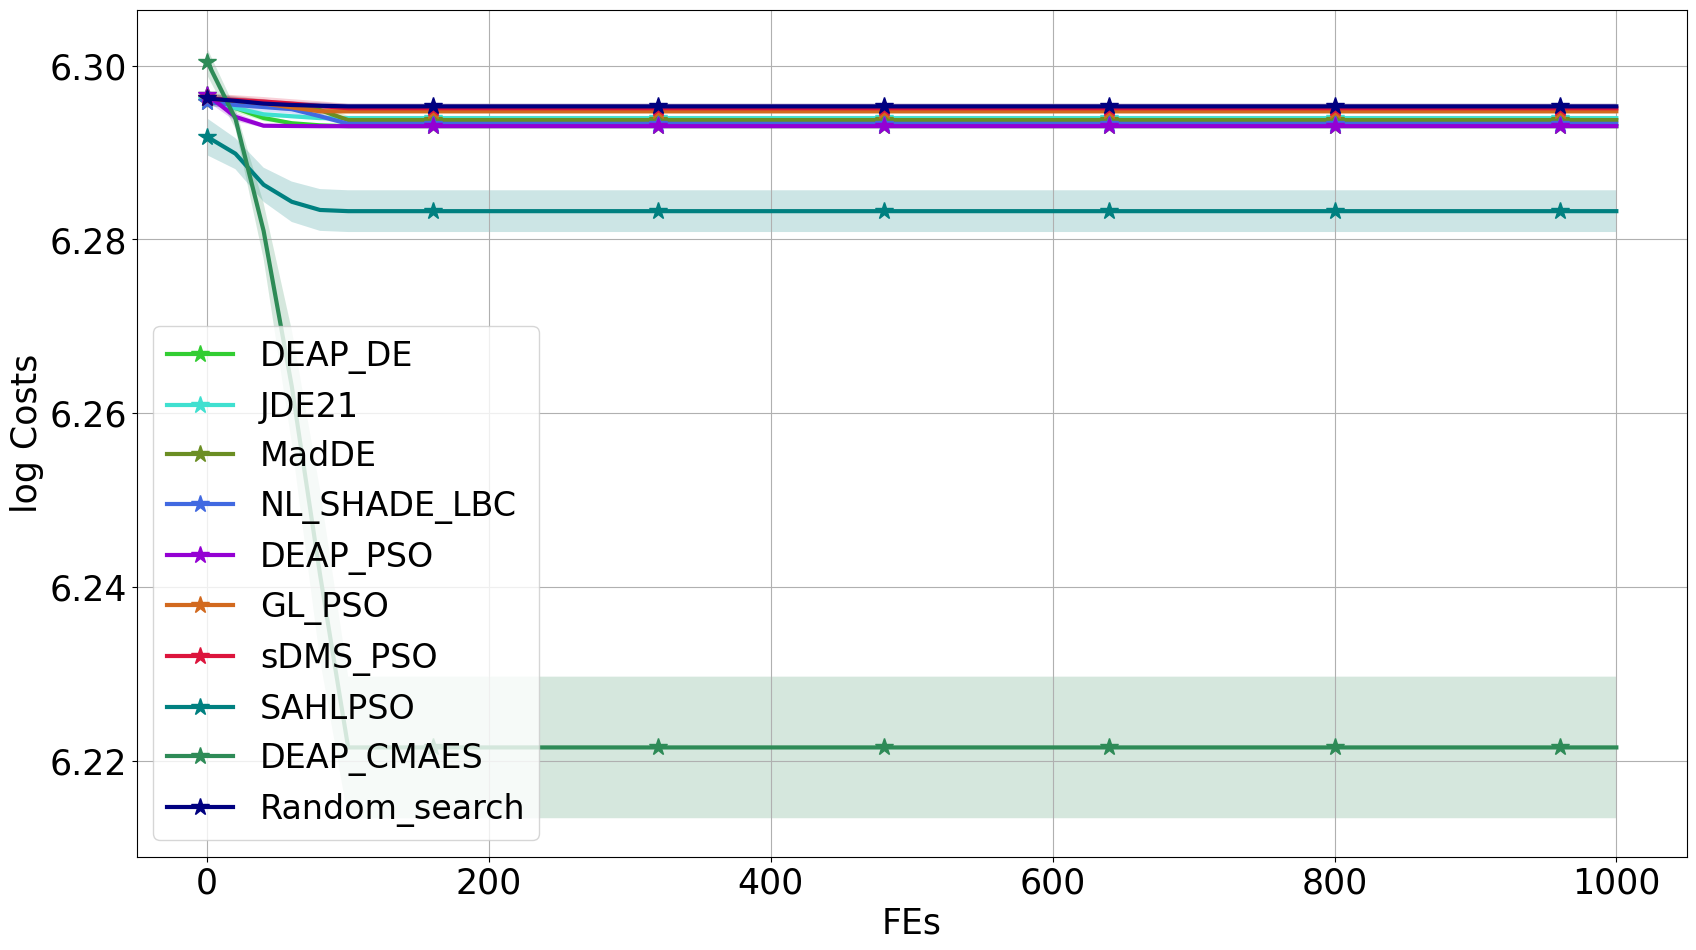 6.30
6.28
6.26
6.24
6.22
log Costs
DEAP_DE
JDE21
MadDE
NL_SHADE_LBC
DEAP_PSO
GL_PSO
sDMS_PSO
SAHLPSO
DEAP_CMAES
Random_search
0 200 400 600 800 1000
FEs